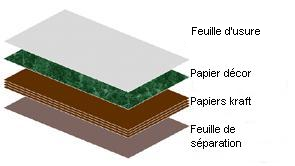 Feuille d'usure
Papier décor
Papiers kraft
Feuille de
séparation